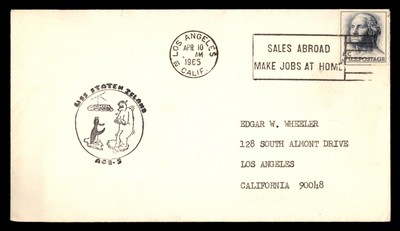 LOS ANGELES
APR 10
AM
1965
CALIF.
SALES ABROAD
MAKE JOBS AT HOME
POSTAGE
USS STATEN ISLAND
AGB-5
EDGAR W. WHEELER
128 SOUTH ALMONT DRIVE
LOS ANGELES
CALIFORNIA 90048